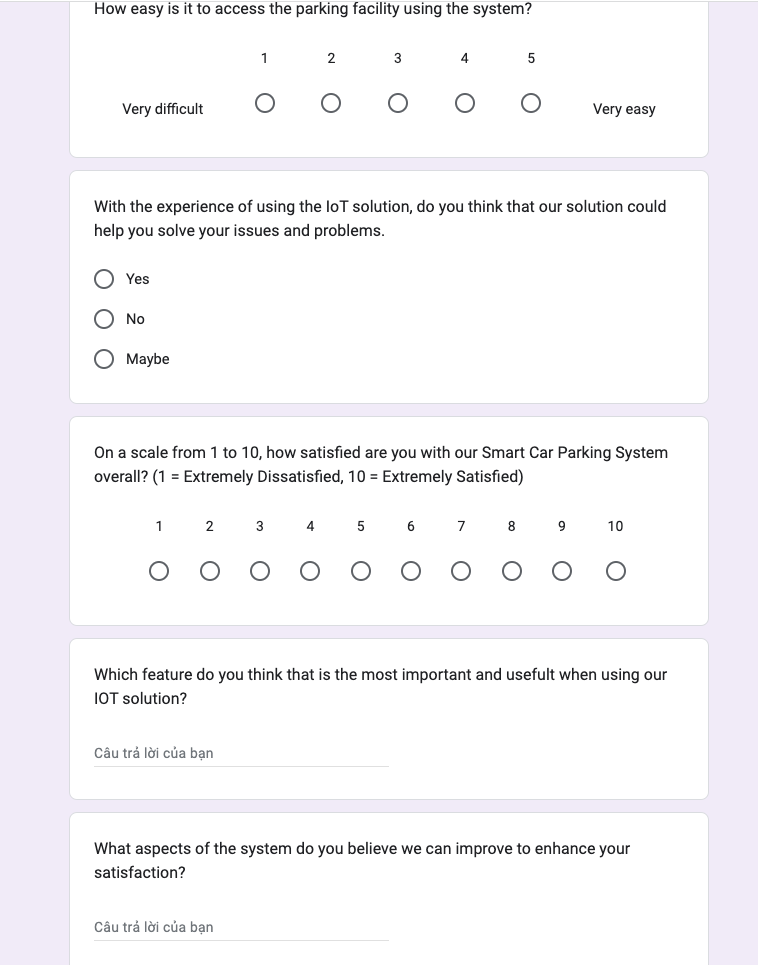 How easy is it to access the parking facility using the system?
1 2 3 4 5
Very difficult Very easy
With the experience of using the IoT solution, do you think that our solution could
help you solve your issues and problems.
Yes
No
Maybe
On a scale from 1 to 10, how satisfied are you with our Smart Car Parking System
overall? (1 = Extremely Dissatisfied, 10 = Extremely Satisfied)
1 2 3 4 5 6 7 8 9 10
Which feature do you think that is the most important and usefult when using our
IOT solution?
Câu trả lời của bạn
What aspects of the system do you believe we can improve to enhance your
satisfaction?
Câu trả lời của bạn